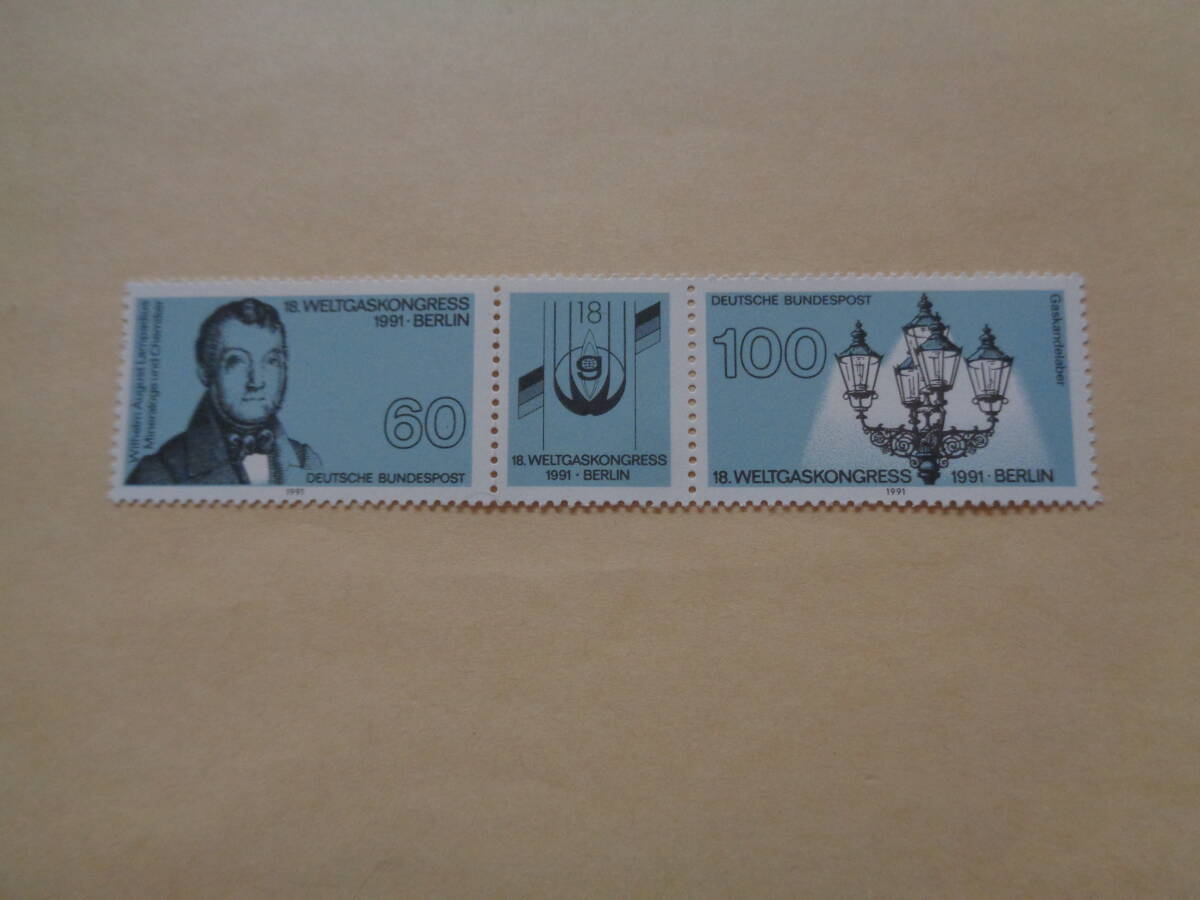 Wilhelm August Lampadius
Mineraloge und Chemiker
18. WELTGASKONGRESS
1991 · BERLIN
60
DEUTSCHE BUNDESPOST
1991
18
18. WELTGASKONGRESS
1991 · BERLIN
DEUTSCHE BUNDESPOST
100
Gaskandelaber
18. WELTGASKONGRESS 1991 · BERLIN
1991